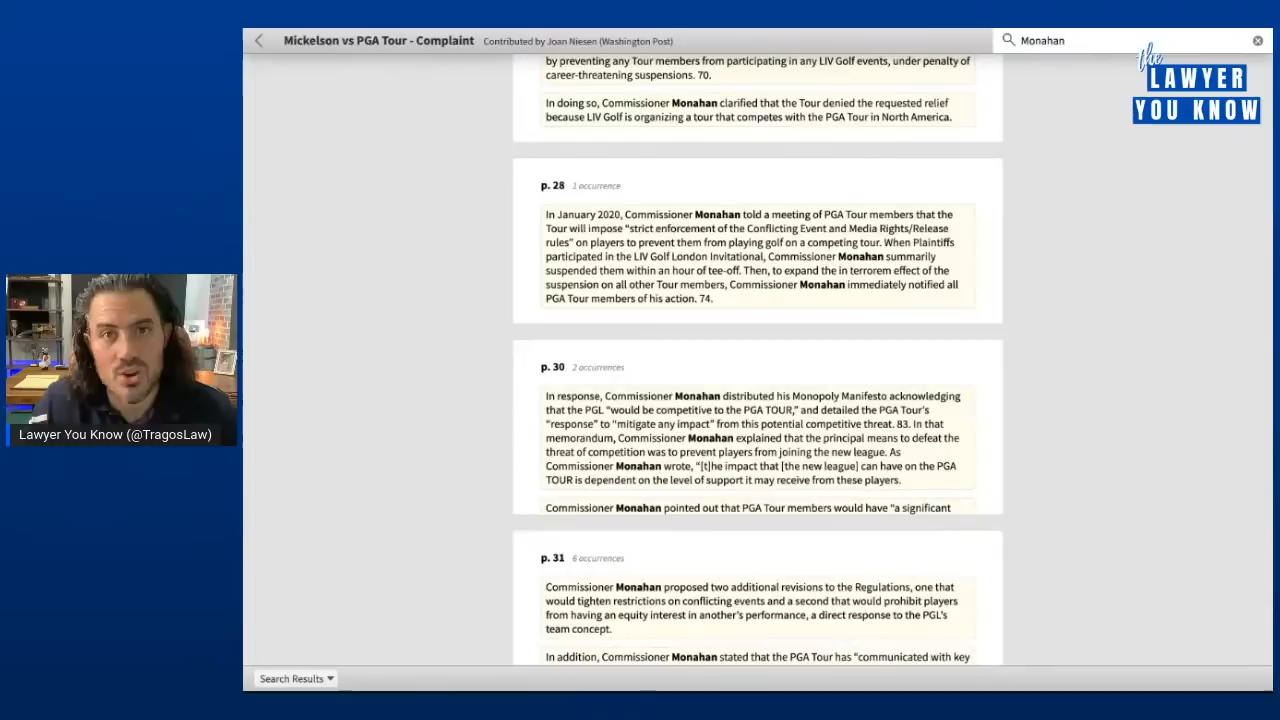 Mickelson vs PGA Tour - Complaint Contributed by Joan Niesen (Washington Post)
Monahan
the
LAWYER
YOU KNOW
by preventing any Tour members from participating in any LIV Golf events, under penalty of
career-threatening suspensions. 70.
In doing so, Commissioner Monahan clarified that the Tour denied the requested relief
because LIV Golf is organizing a tour that competes with the PGA Tour in North America.
p. 28 1 occurrence
In January 2020, Commissioner Monahan told a meeting of PGA Tour members that the
Tour will impose “strict enforcement of the Conflicting Event and Media Rights/Release
rules” on players to prevent them from playing golf on a competing tour. When Plaintiffs
participated in the LIV Golf London Invitational, Commissioner Monahan summarily
suspended them within an hour of tee-off. Then, to expand the in terrorem effect of the
suspension on all other Tour members, Commissioner Monahan immediately notified all
PGA Tour members of his action. 74.
p. 30 2 occurrences
In response, Commissioner Monahan distributed his Monopoly Manifesto acknowledging
that the PGL “would be competitive to the PGA TOUR,” and detailed the PGA Tour’s
“response” to “mitigate any impact” from this potential competitive threat. 83. In that
memorandum, Commissioner Monahan explained that the principal means to defeat the
threat of competition was to prevent players from joining the new league. As
Commissioner Monahan wrote, “[t]he impact that [the new league] can have on the PGA
TOUR is dependent on the level of support it may receive from these players.
Commissioner Monahan pointed out that PGA Tour members would have “a significant
p. 31 6 occurrences
Commissioner Monahan proposed two additional revisions to the Regulations, one that
would tighten restrictions on conflicting events and a second that would prohibit players
from having an equity interest in another’s performance, a direct response to the PGL’s
team concept.
In addition, Commissioner Monahan stated that the PGA Tour has “communicated with key
Search Results
Lawyer You Know (@TragosLaw)